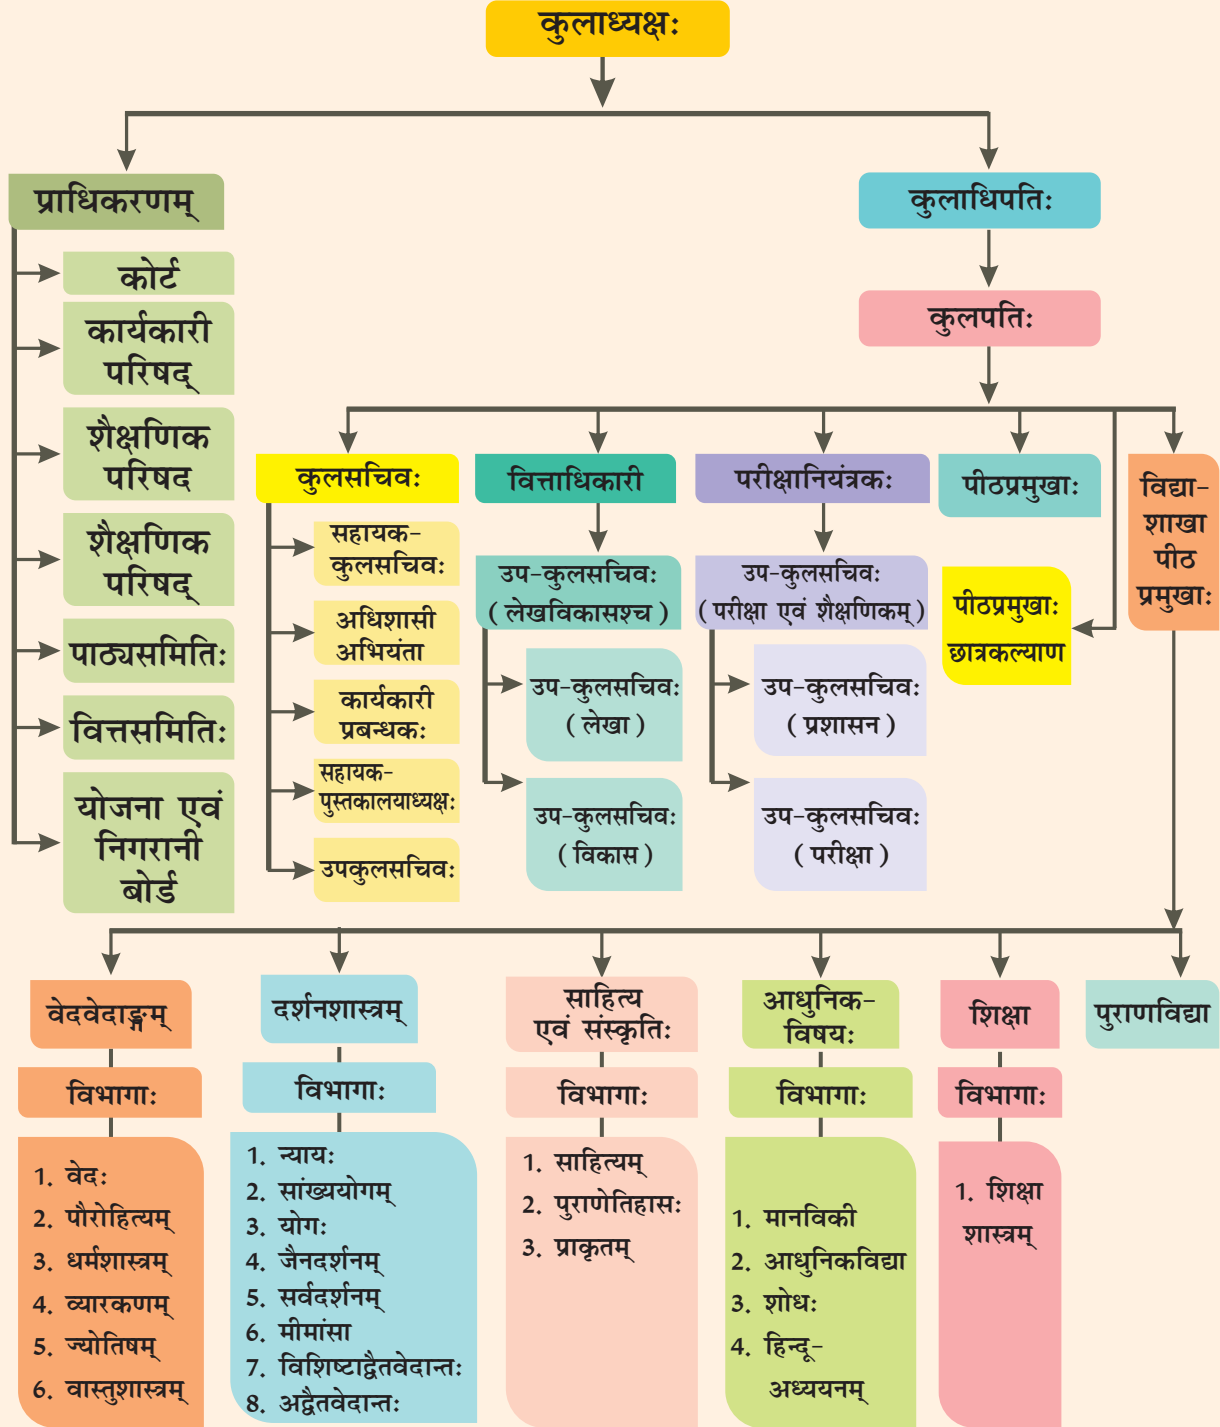 कुलाध्यक्षः
प्राधिकरणम्
कोर्ट
कार्यकारी
परिषद्
शैक्षणिक
परिषद
शैक्षणिक
परिषद्
पाठ्यसमितिः
वित्तसमितिः
योजना एवं
निगरानी
बोर्ड
कुलाधिपतिः
कुलपतिः
कुलसचिवः
सहायक-
कुलसचिवः
अधिशासी
अभियंता
कार्यकारी
प्रबन्धकः
सहायक-
पुस्तकालयाध्यक्षः
उपकुलसचिवः
वित्ताधिकारी
उप-कुलसचिवः
(लेखविकासश्च)
उप-कुलसचिवः
(लेखा)
उप-कुलसचिवः
(विकास)
परीक्षानियंत्रकः
उप-कुलसचिवः
(परीक्षा एवं शैक्षणिकम्)
उप-कुलसचिवः
(प्रशासन)
उप-कुलसचिवः
(परीक्षा)
पीठप्रमुखाः
पीठप्रमुखाः
छात्रकल्याण
विद्या-
शाखा
पीठ
प्रमुखाः
वेदवेदाङ्गम्
विभागाः
1. वेदः
2. पौरोहित्यम्
3. धर्मशास्त्रम्
4. व्यारकणम्
5. ज्योतिषम्
6. वास्तुशास्त्रम्
दर्शनशास्त्रम्
विभागाः
1. न्यायः
2. सांख्ययोगम्
3. योगः
4. जैनदर्शनम्
5. सर्वदर्शनम्
6. मीमांसा
7. विशिष्टाद्वैतवेदान्तः
8. अद्वैतवेदान्तः
साहित्य
एवं संस्कृतिः
विभागाः
1. साहित्यम्
2. पुराणेतिहासः
3. प्राकृतम्
आधुनिक-
विषयः
विभागाः
1. मानविकी
2. आधुनिकविद्या
3. शोधः
4. हिन्दू-
अध्ययनम्
शिक्षा
विभागाः
1. शिक्षा
शास्त्रम्
पुराणविद्या